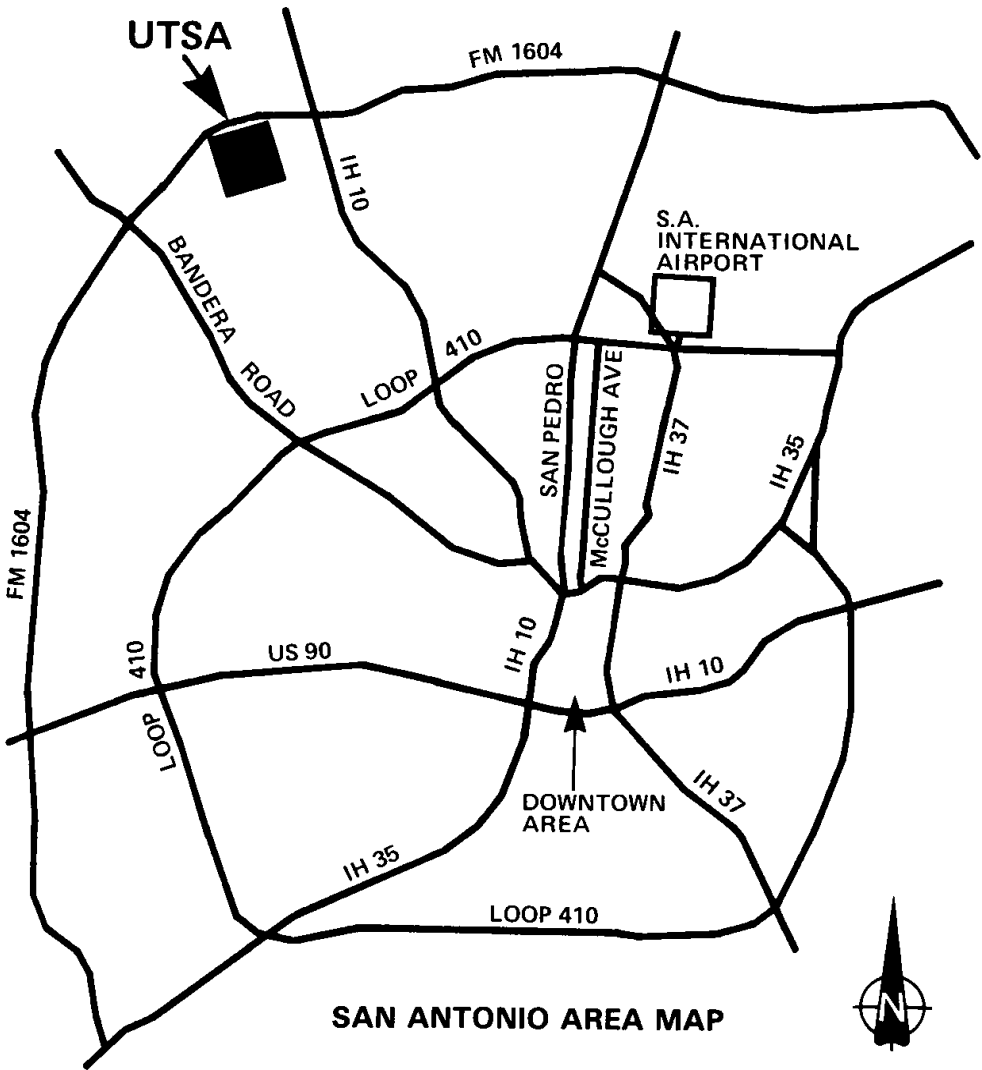 UTSA
FM 1604
IH 10
S.A.
INTERNATIONAL
AIRPORT
BANDERA
ROAD
LOOP
410
SAN PEDRO
McCULLOUGH AVE
IH 37
IH 35
FM 1604
410
LOOP
US 90
IH 10
IH 10
DOWNTOWN
AREA
IH 37
IH 35
LOOP 410
N
SAN ANTONIO AREA MAP